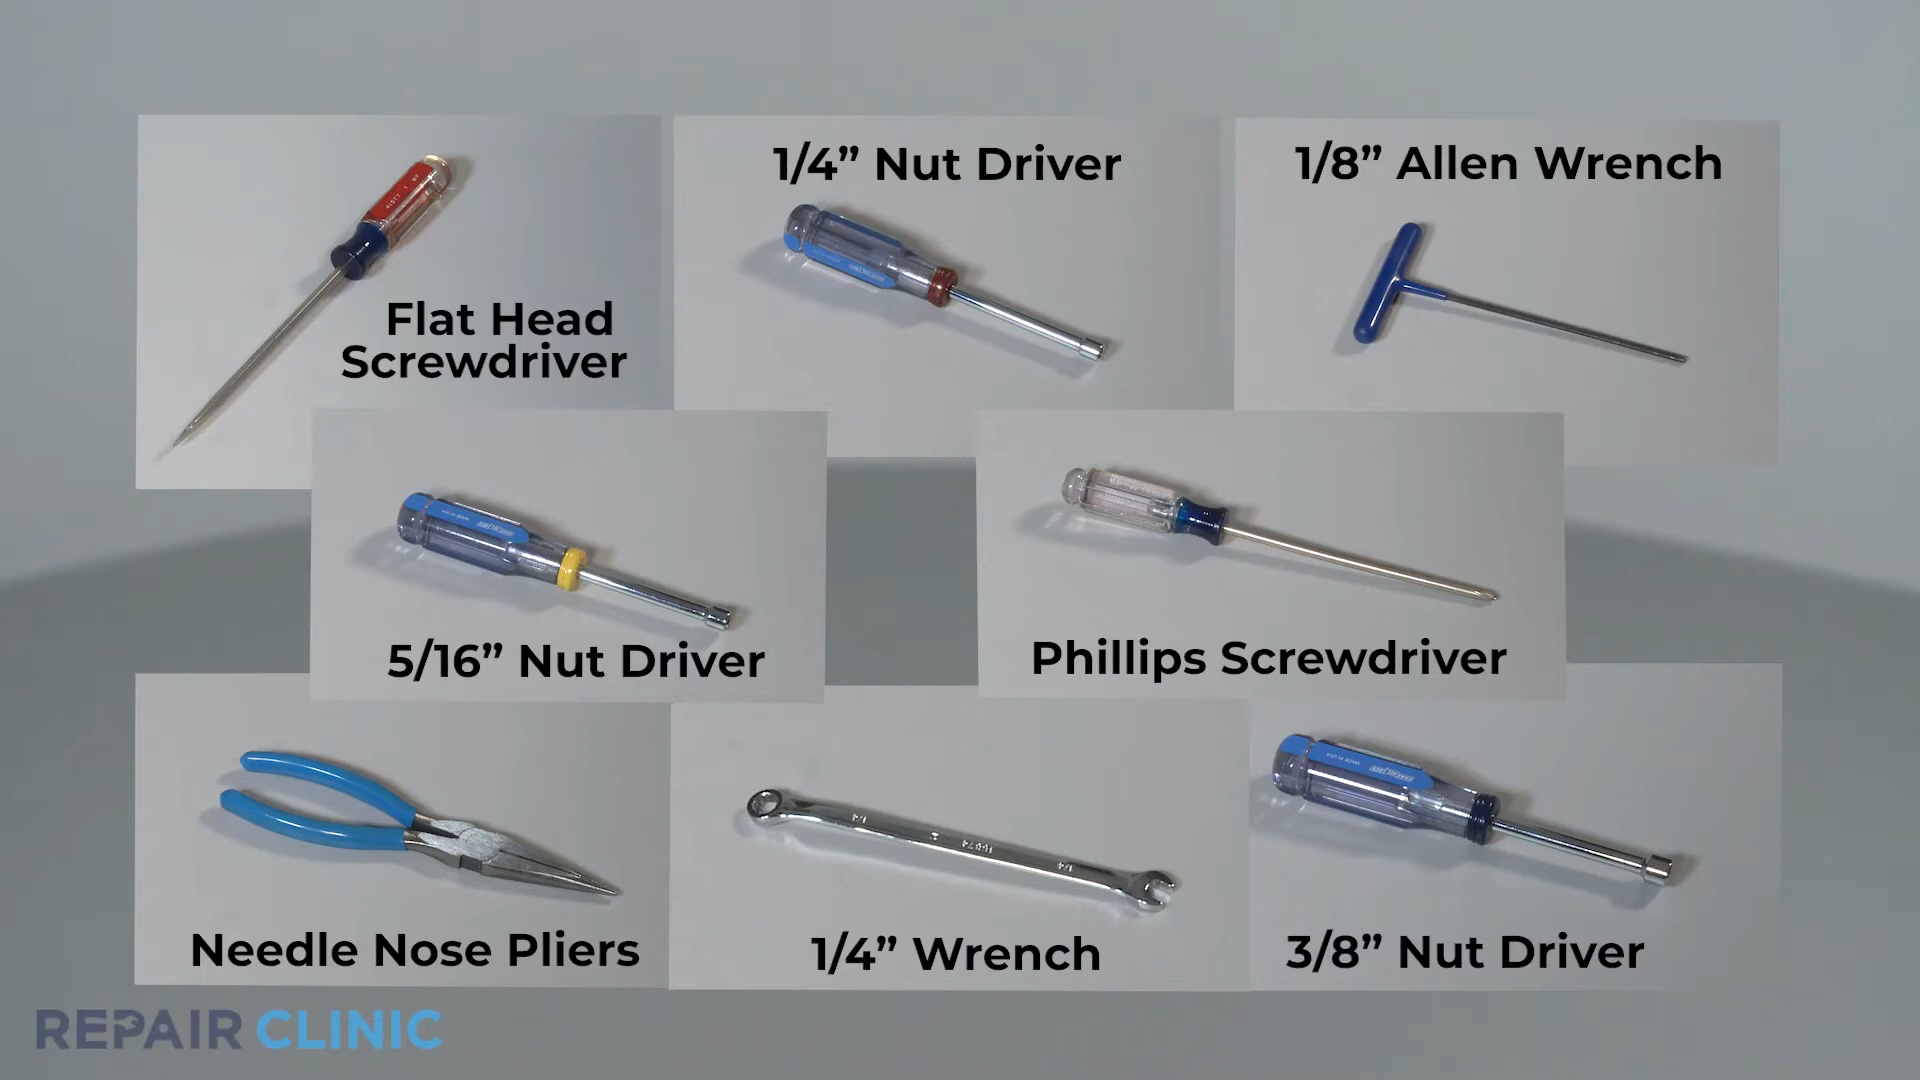 1/4” Nut Driver
1/8” Allen Wrench
Flat Head
Screwdriver
5/16” Nut Driver
Phillips Screwdriver
Needle Nose Pliers
1/4” Wrench
3/8” Nut Driver
REPAIR CLINIC